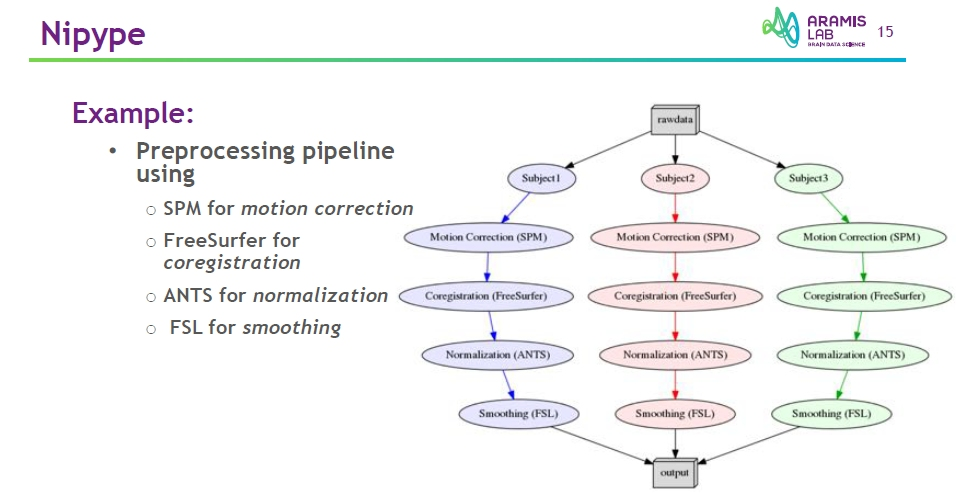 Nipype
ARAMIS
LAB
BRAIN DATA SCIENCE
15
Example:
• Preprocessing pipeline
using
o SPM for motion correction
o FreeSurfer for
coregistration
o ANTS for normalization
o FSL for smoothing
rawdata
Subject1 Subject2 Subject3
Motion Correction (SPM) Motion Correction (SPM) Motion Correction (SPM)
Coregistration (FreeSurfer) Coregistration (FreeSurfer) Coregistration (FreeSurfer)
Normalization (ANTS) Normalization (ANTS) Normalization (ANTS)
Smoothing (FSL) Smoothing (FSL) Smoothing (FSL)
output